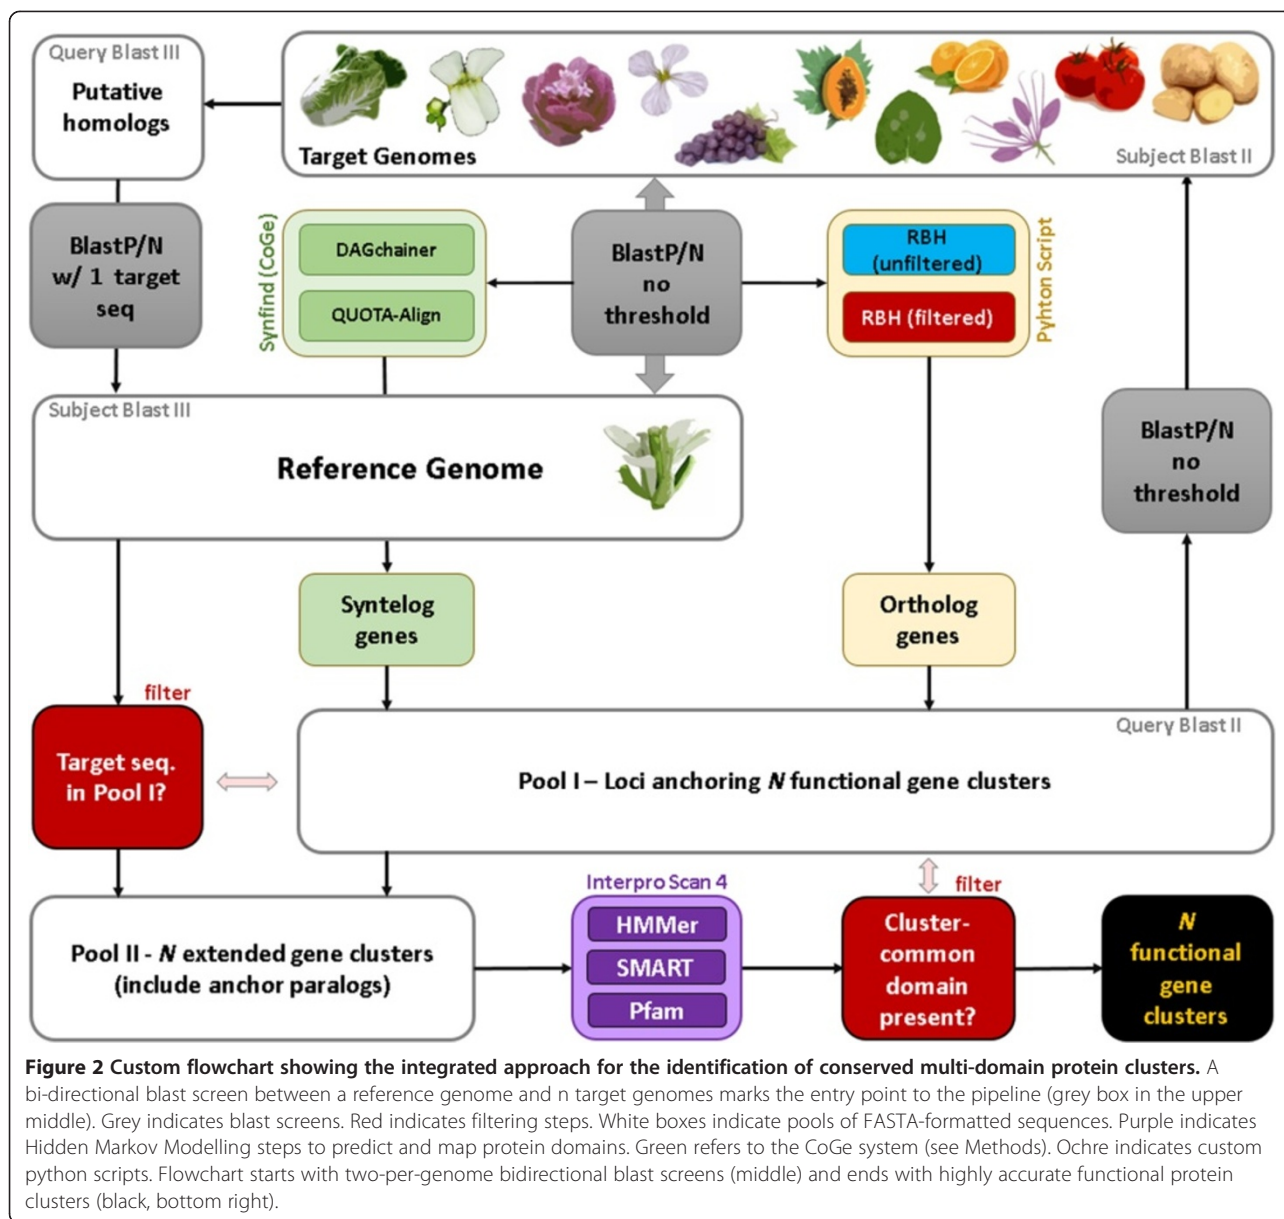 Query Blast III
Putative
homologs
Target Genomes
Subject Blast II
BlastP/N
w/ 1 target
seq
Synfind (CoGe)
DAGchainer
QUOTA-Align
BlastP/N
no
threshold
RBH
(unfiltered)
RBH (filtered)
Pyhton Script
Subject Blast III
Reference Genome
BlastP/N
no
threshold
Syntelog
genes
Ortholog
genes
filter
Target seq.
in Pool I?
Query Blast II
Pool I – Loci anchoring N functional gene clusters
Pool II - N extended gene clusters
(include anchor paralogs)
Interpro Scan 4
HMMer
SMART
Pfam
filter
Cluster-
common
domain
present?
N
functional
gene
clusters
Figure 2 Custom flowchart showing the integrated approach for the identification of conserved multi-domain protein clusters. A
bi-directional blast screen between a reference genome and n target genomes marks the entry point to the pipeline (grey box in the upper
middle). Grey indicates blast screens. Red indicates filtering steps. White boxes indicate pools of FASTA-formatted sequences. Purple indicates
Hidden Markov Modelling steps to predict and map protein domains. Green refers to the CoGe system (see Methods). Ochre indicates custom
python scripts. Flowchart starts with two-per-genome bidirectional blast screens (middle) and ends with highly accurate functional protein
clusters (black, bottom right).